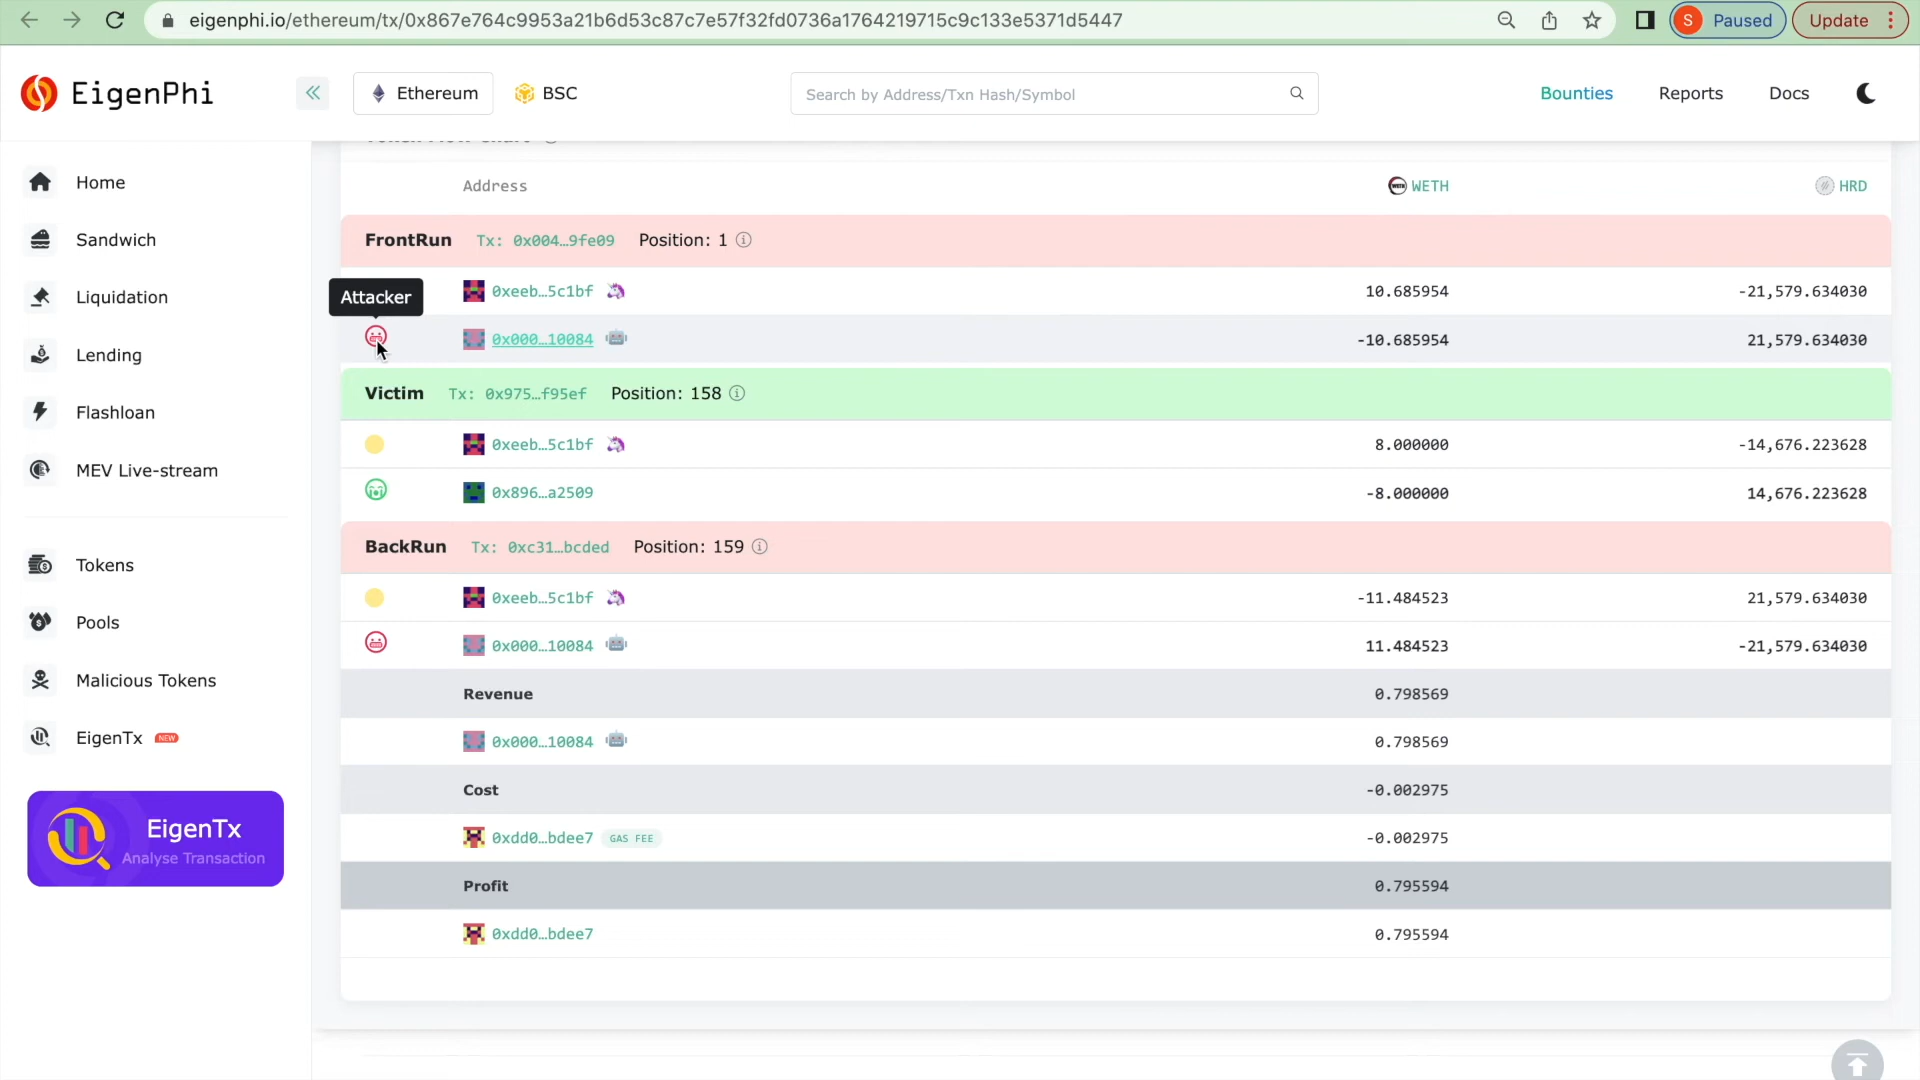 eigenphi.io/ethereum/tx/0x867e764c9953a21b6d53c87c7e57f32fd0736a1764219715c9c133e5371d5447
S Paused
Update
EigenPhi
Ethereum
BSC
Search by Address/Txn Hash/Symbol
Bounties
Reports
Docs
Home
Sandwich
Liquidation
Lending
Flashloan
MEV Live-stream
Tokens
Pools
Malicious Tokens
EigenTx NEW
EigenTx
Analyse Transaction
Address WETH HRD
FrontRun Tx: 0x004…9fe09 Position: 1
0xeeb…5c1bf 10.685954 -21,579.634030
Attacker
0x000…10084 -10.685954 21,579.634030
Victim Tx: 0x975…f95ef Position: 158
0xeeb…5c1bf 8.000000 -14,676.223628
0x896…a2509 -8.000000 14,676.223628
BackRun Tx: 0xc31…bcded Position: 159
0xeeb…5c1bf -11.484523 21,579.634030
0x000…10084 11.484523 -21,579.634030
Revenue 0.798569
0x000…10084 0.798569
Cost -0.002975
0xdd0…bdee7 GAS FEE -0.002975
Profit 0.795594
0xdd0…bdee7 0.795594